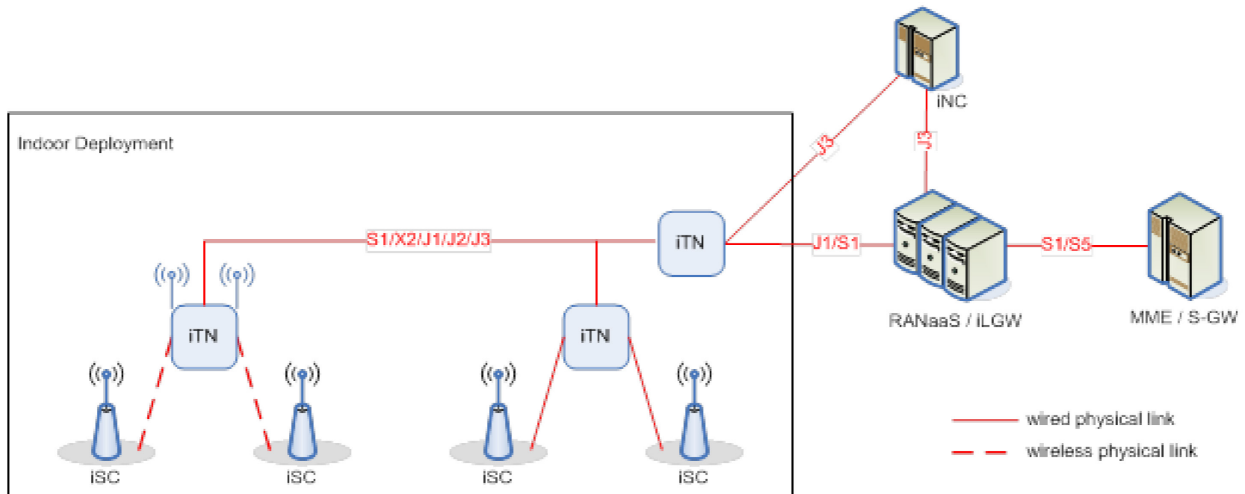 iNC
Indoor Deployment
J3
J3
S1/X2/J1/J2/J3
iTN
J1/S1
S1/S5
iTN
iTN
RANaaS / iLGW
MME / S-GW
wired physical link
wireless physical link
iSC
iSC
iSC
iSC